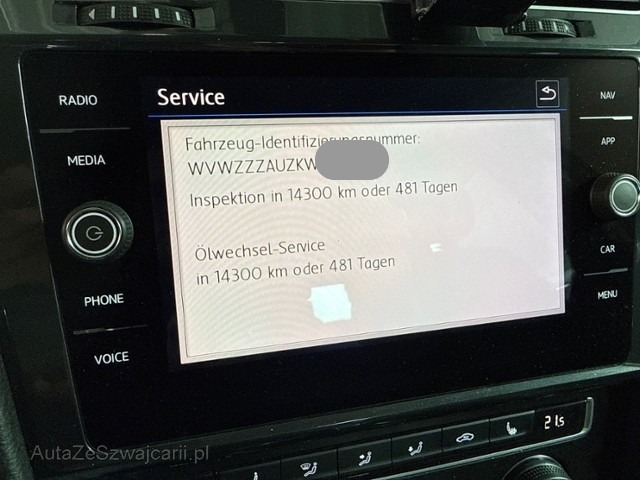 RADIO
MEDIA
PHONE
VOICE
Service
Fahrzeug-Identifizierungsnummer:
WVWZZZAUZKW
Inspektion in 14300 km oder 481 Tagen
Ölwechsel-Service
in 14300 km oder 481 Tagen
NAV
APP
CAR
MENU
21.5
AutaZeSzwajcarii.pl